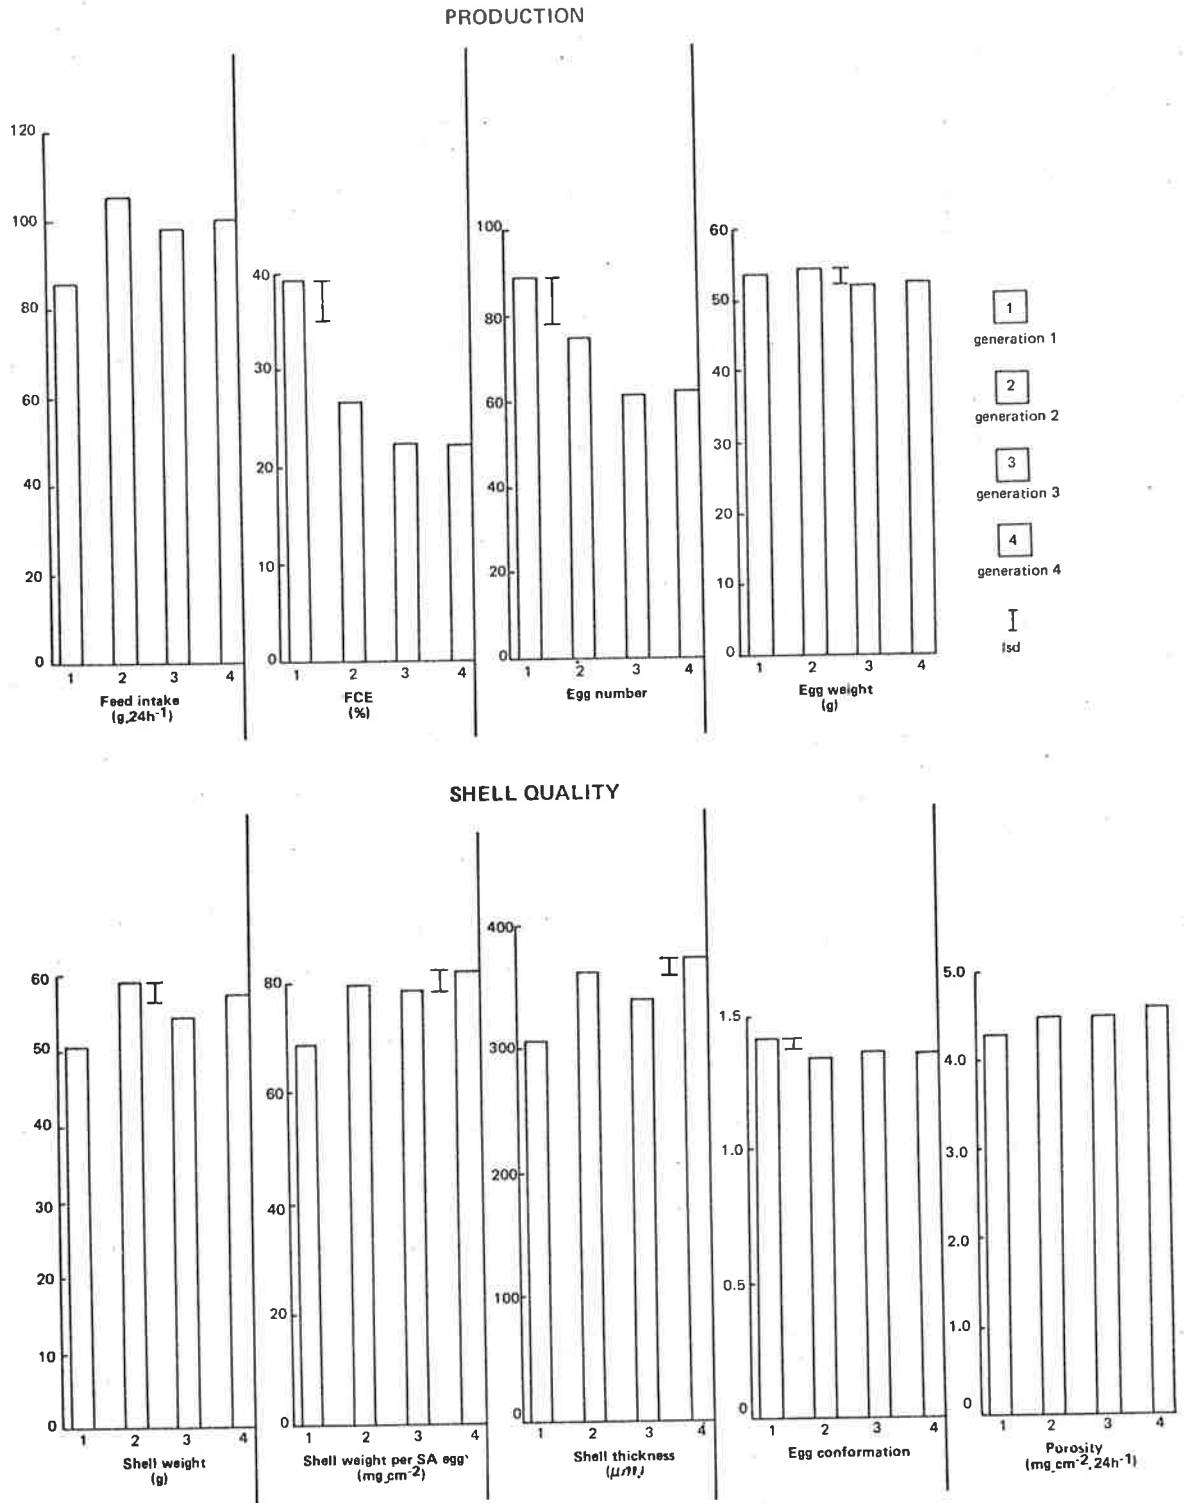 PRODUCTION
120
100
80
60
40
20
0
1 2 3 4
Feed intake
(g.24h-1)
40
30
20
10
0
1 2 3 4
FCE
(%)
100
80
60
40
20
0
1 2 3 4
Egg number
60
50
40
30
20
10
0
1 2 3 4
Egg weight
(g)
1
generation 1
2
generation 2
3
generation 3
4
generation 4
lsd
SHELL QUALITY
60
50
40
30
20
10
0
1 2 3 4
Shell weight
(g)
80
60
40
20
0
1 2 3 4
Shell weight per SA egg
(mg.cm-2)
400
300
200
100
0
1 2 3 4
Shell thickness
(μm)
1.5
1.0
0.5
0
1 2 3 4
Egg conformation
5.0
4.0
3.0
2.0
1.0
0
1 2 3 4
Porosity
(mg.cm-2.24h-1)